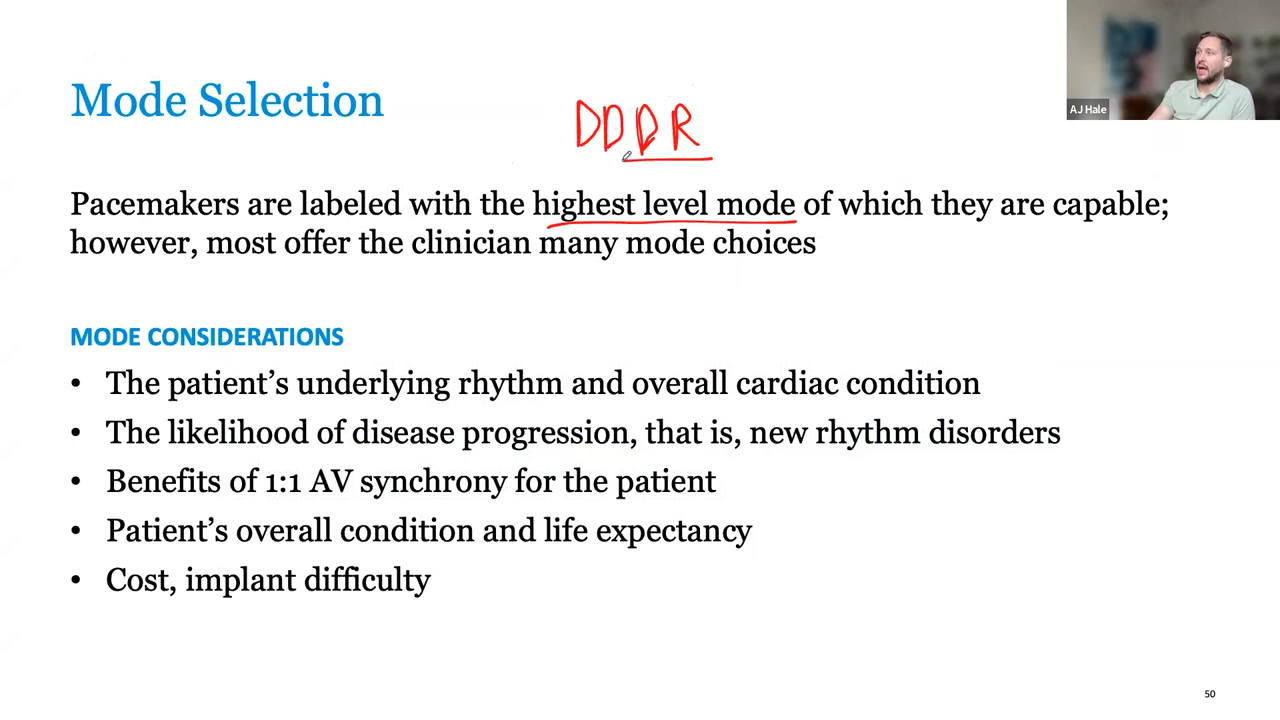 Mode Selection
DDDR
A.J Hale
Pacemakers are labeled with the highest level mode of which they are capable;
however, most offer the clinician many mode choices
MODE CONSIDERATIONS
• The patient’s underlying rhythm and overall cardiac condition
• The likelihood of disease progression, that is, new rhythm disorders
• Benefits of 1:1 AV synchrony for the patient
• Patient’s overall condition and life expectancy
• Cost, implant difficulty
50